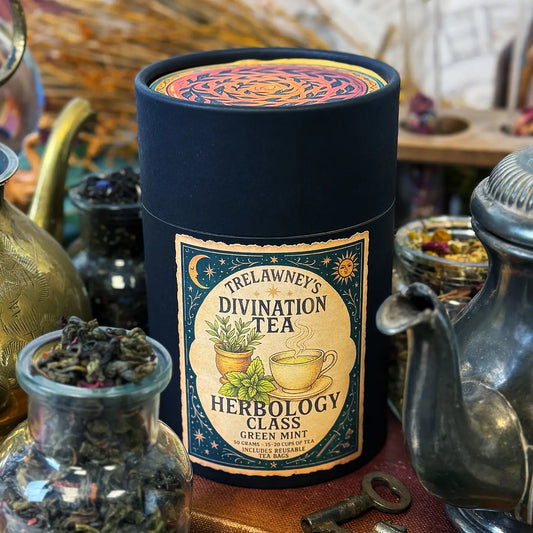 TRELAWNEY'S
DIVINATION
TEA
HERBOLOGY
CLASS
GREEN MINT
50 GRAMS - 15-20 CUPS OF TEA
INCLUDES REUSABLE
TEA BAGS